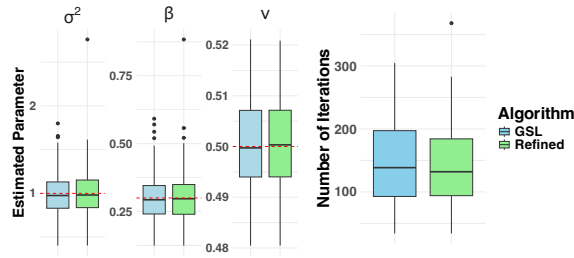 σ²
β
ν
Estimated Parameter
2
1
0.75
0.50
0.25
0.52
0.51
0.50
0.49
0.48
Number of Iterations
300
200
100
Algorithm
GSL
Refined